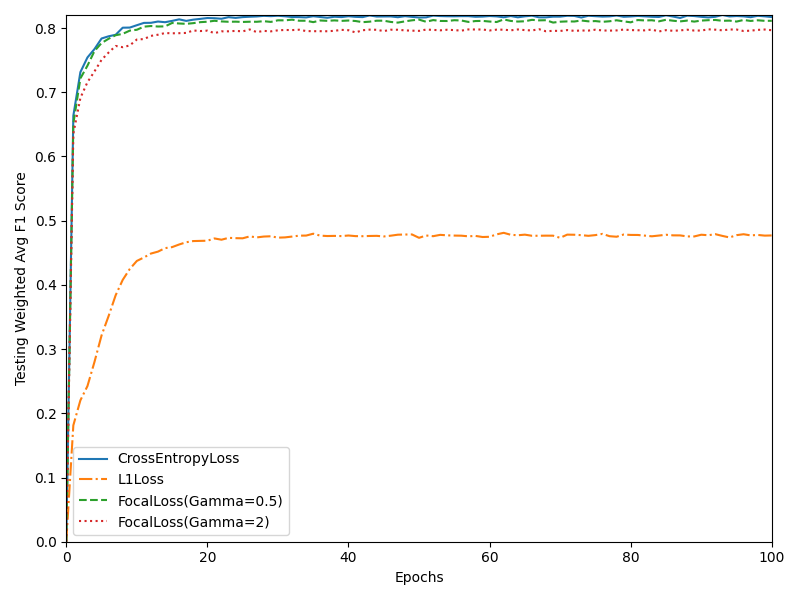 0.8
0.7
0.6
0.5
0.4
0.3
0.2
0.1
0.0
Testing Weighted Avg F1 Score
CrossEntropyLoss
L1Loss
FocalLoss(Gamma=0.5)
FocalLoss(Gamma=2)
0 20 40 60 80 100
Epochs